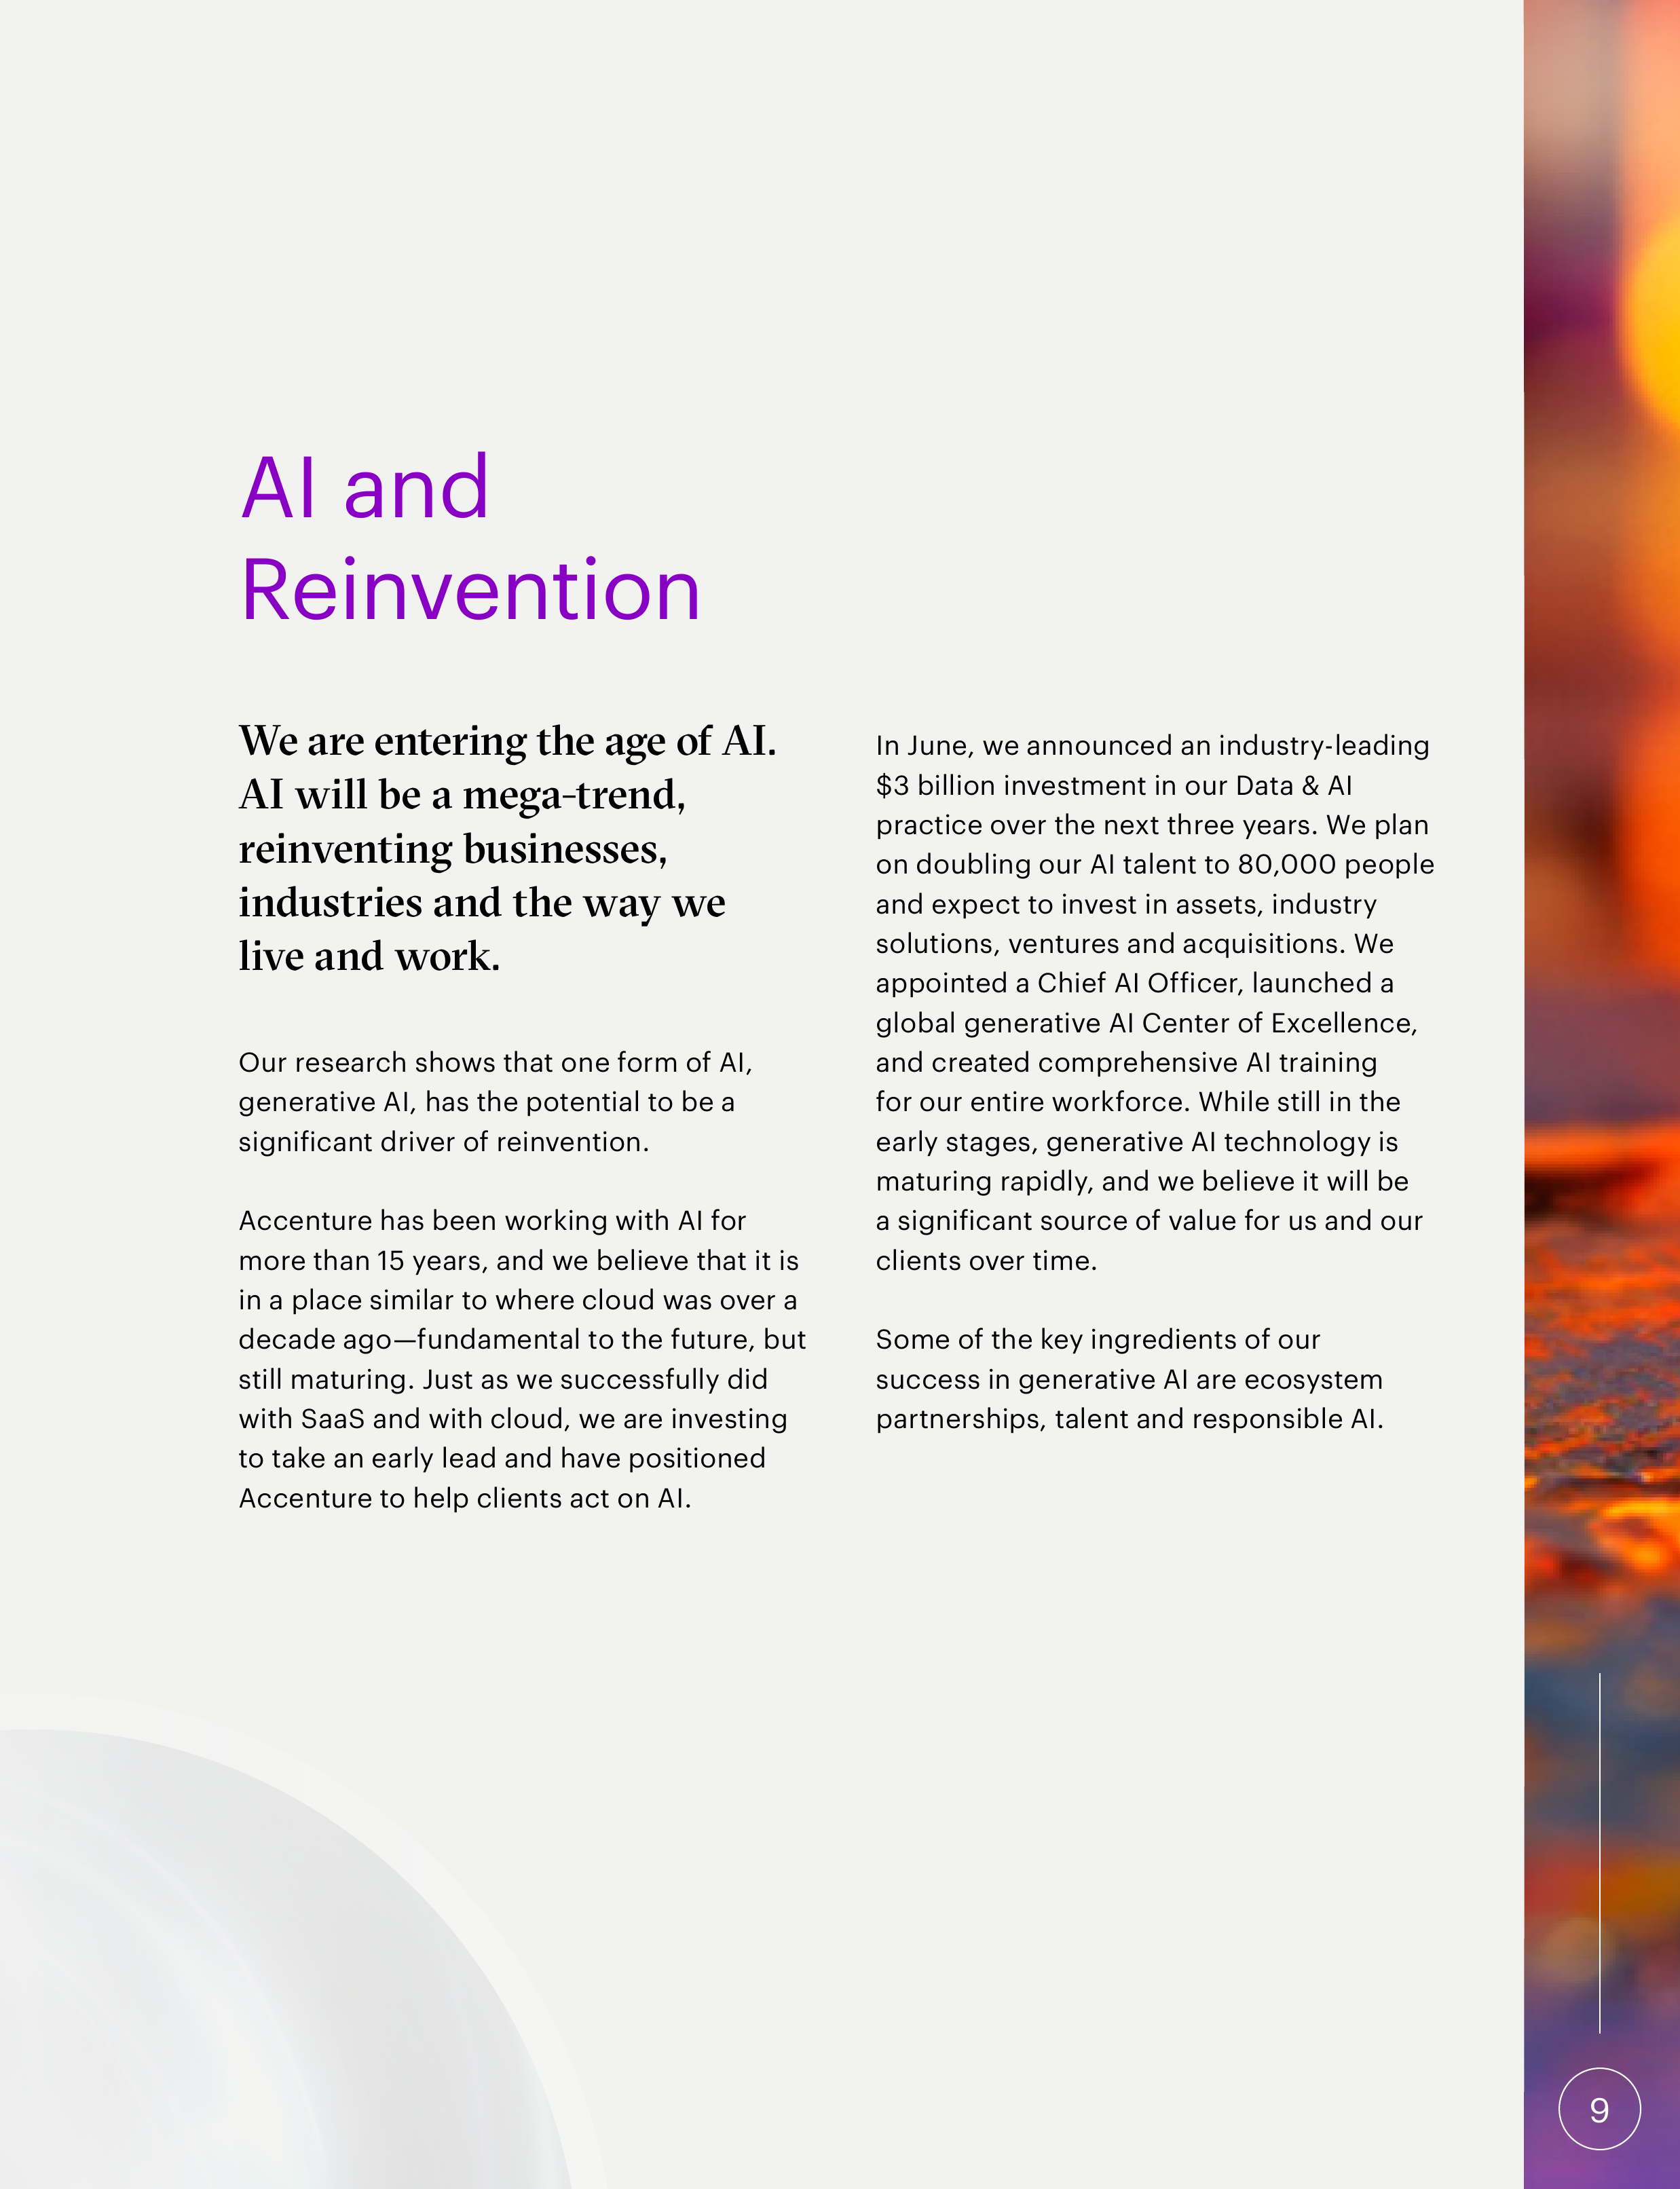 AI and
Reinvention
We are entering the age of AI.
AI will be a mega-trend,
reinventing businesses,
industries and the way we
live and work.
Our research shows that one form of AI,
generative AI, has the potential to be a
significant driver of reinvention.
Accenture has been working with AI for
more than 15 years, and we believe that it is
in a place similar to where cloud was over a
decade ago—fundamental to the future, but
still maturing. Just as we successfully did
with SaaS and with cloud, we are investing
to take an early lead and have positioned
Accenture to help clients act on AI.
In June, we announced an industry-leading
$3 billion investment in our Data & AI
practice over the next three years. We plan
on doubling our AI talent to 80,000 people
and expect to invest in assets, industry
solutions, ventures and acquisitions. We
appointed a Chief AI Officer, launched a
global generative AI Center of Excellence,
and created comprehensive AI training
for our entire workforce. While still in the
early stages, generative AI technology is
maturing rapidly, and we believe it will be
a significant source of value for us and our
clients over time.
Some of the key ingredients of our
success in generative AI are ecosystem
partnerships, talent and responsible AI.
9